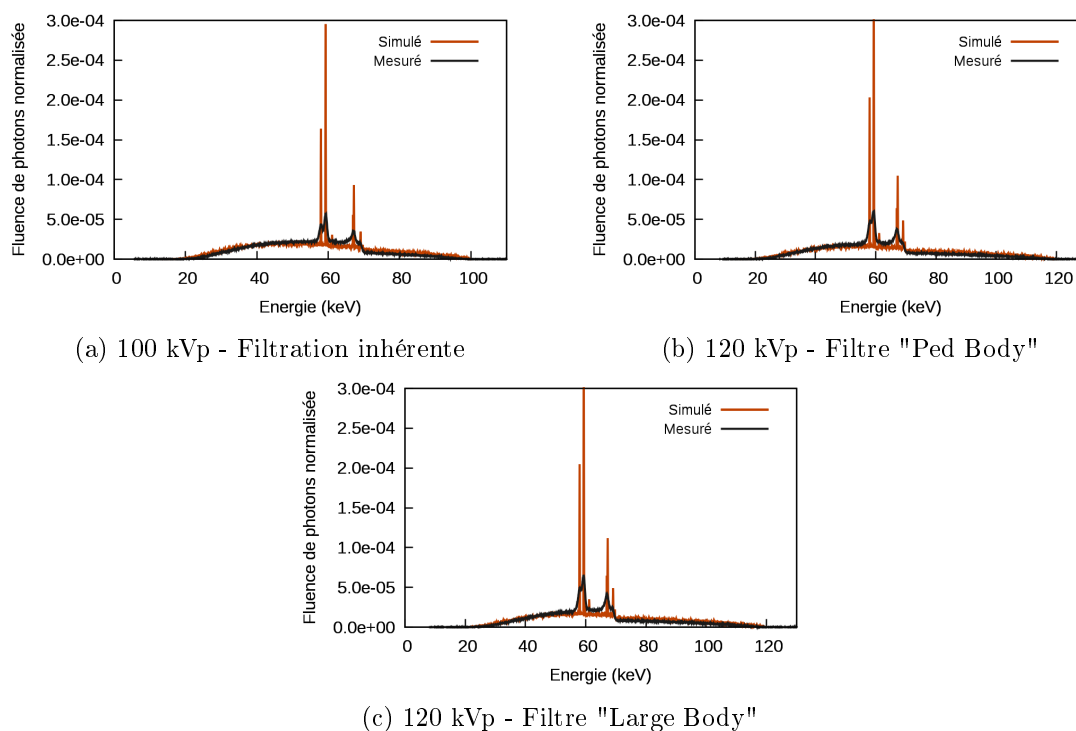 Fluence de photons normalisée
3.0e-04
2.5e-04
2.0e-04
1.5e-04
1.0e-04
5.0e-05
0.0e+00
Simulé
Mesuré
0 20 40 60 80 100
Energie (keV)
(a) 100 kVp - Filtration inhérente
Fluence de photons normalisée
3.0e-04
2.5e-04
2.0e-04
1.5e-04
1.0e-04
5.0e-05
0.0e+00
Simulé
Mesuré
0 20 40 60 80 100 120
Energie (keV)
(b) 120 kVp - Filtre "Ped Body"
Fluence de photons normalisée
3.0e-04
2.5e-04
2.0e-04
1.5e-04
1.0e-04
5.0e-05
0.0e+00
Simulé
Mesuré
0 20 40 60 80 100 120
Energie (keV)
(c) 120 kVp - Filtre "Large Body"